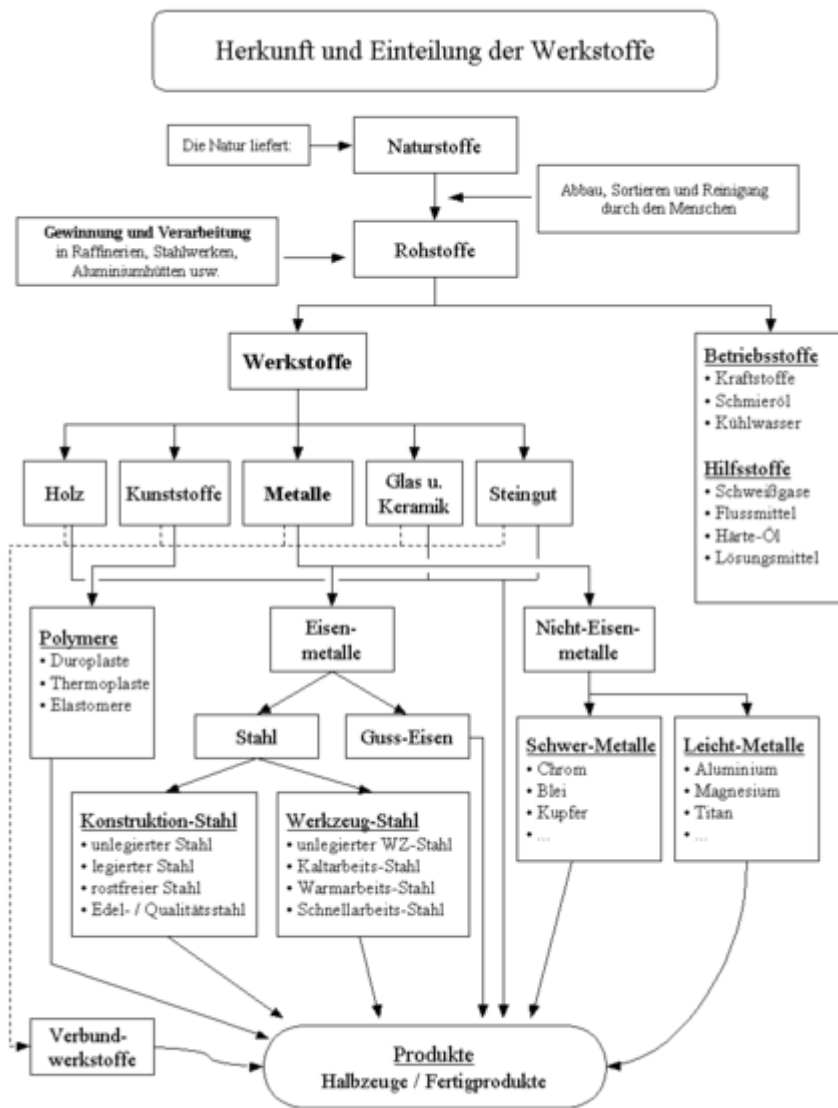 Herkunft und Einteilung der Werkstoffe
Die Natur liefert:
Naturstoffe
Abbau, Sortieren und Reinigung
durch den Menschen
Gewinnung und Verarbeitung
in Raffinerien, Stahlwerken,
Aluminiumhütten usw.
Rohstoffe
Werkstoffe
Betriebsstoffe
• Kraftstoffe
• Schmieröl
• Kühlwasser
Hilfsstoffe
• Schweißgase
• Flussmittel
• Härte-Öl
• Lösungsmittel
Holz
Kunststoffe
Metalle
Glas u.
Keramik
Steingut
Polymere
• Duroplaste
• Thermoplaste
• Elastomere
Eisen-
metalle
Nicht-Eisen-
metalle
Stahl
Guss-Eisen
Schwer-Metalle
• Chrom
• Blei
• Kupfer
• ...
Leicht-Metalle
• Aluminium
• Magnesium
• Titan
• ...
Konstruktion-Stahl
• unlegierter Stahl
• legierter Stahl
• rostfreier Stahl
• Edel- / Qualitätsstahl
Werkzeug-Stahl
• unlegierter WZ-Stahl
• Kaltarbeits-Stahl
• Warmarbeits-Stahl
• Schnellarbeits-Stahl
Verbund-
werkstoffe
Produkte
Halbzeuge / Fertigprodukte